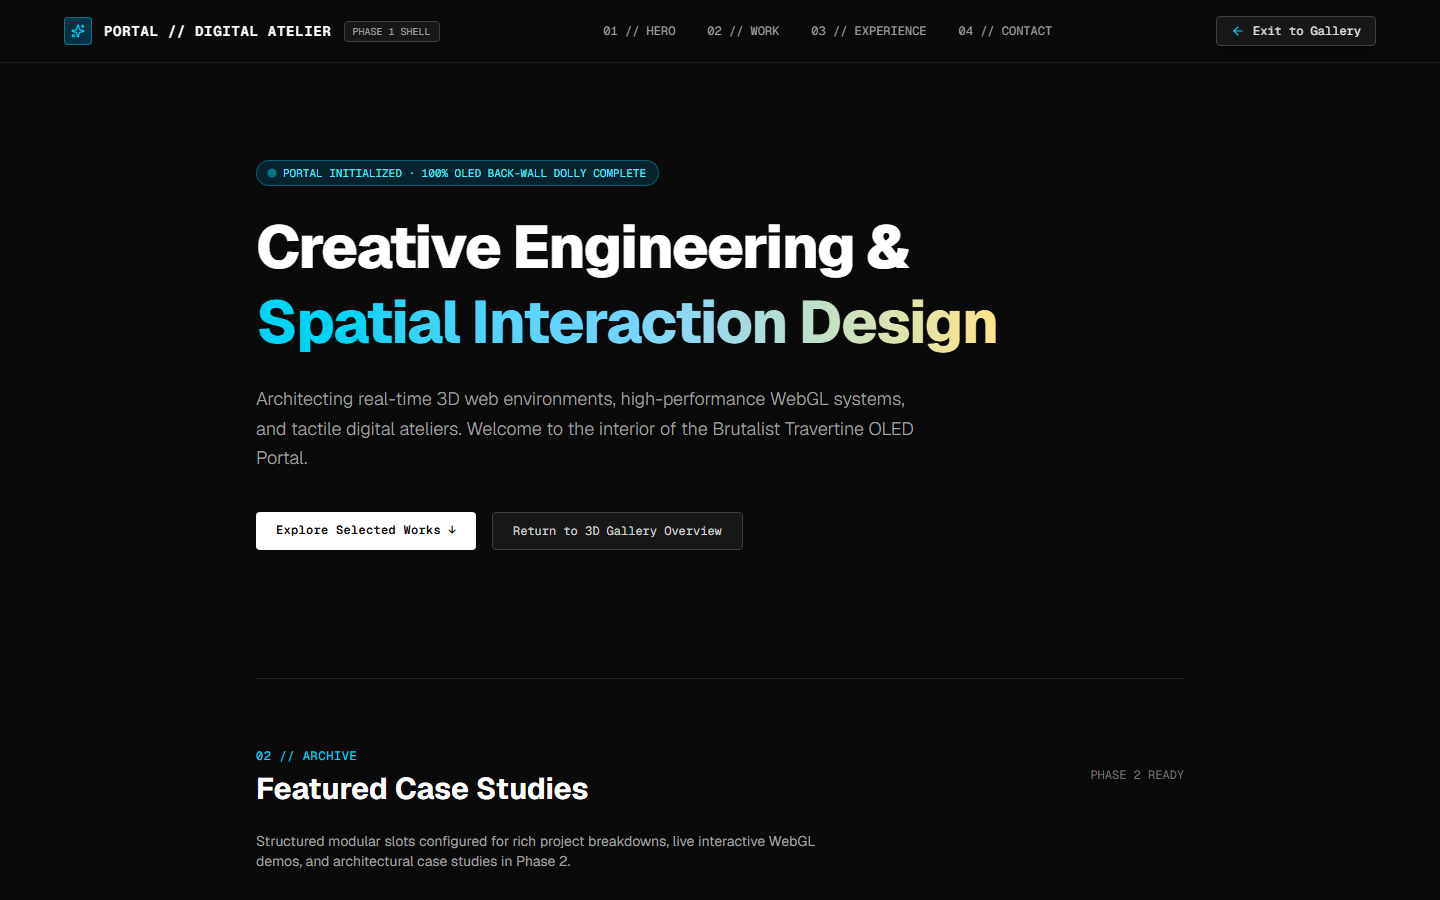 PORTAL // DIGITAL ATELIER
PHASE 1 SHELL
01 // HERO
02 // WORK
03 // EXPERIENCE
04 // CONTACT
← Exit to Gallery
PORTAL INITIALIZED · 100% OLED BACK-WALL DOLLY COMPLETE
Creative Engineering &
Spatial Interaction Design
Architecting real-time 3D web environments, high-performance WebGL systems,
and tactile digital ateliers. Welcome to the interior of the Brutalist Travertine OLED
Portal.
Explore Selected Works ↓
Return to 3D Gallery Overview
02 // ARCHIVE
Featured Case Studies
PHASE 2 READY
Structured modular slots configured for rich project breakdowns, live interactive WebGL
demos, and architectural case studies in Phase 2.